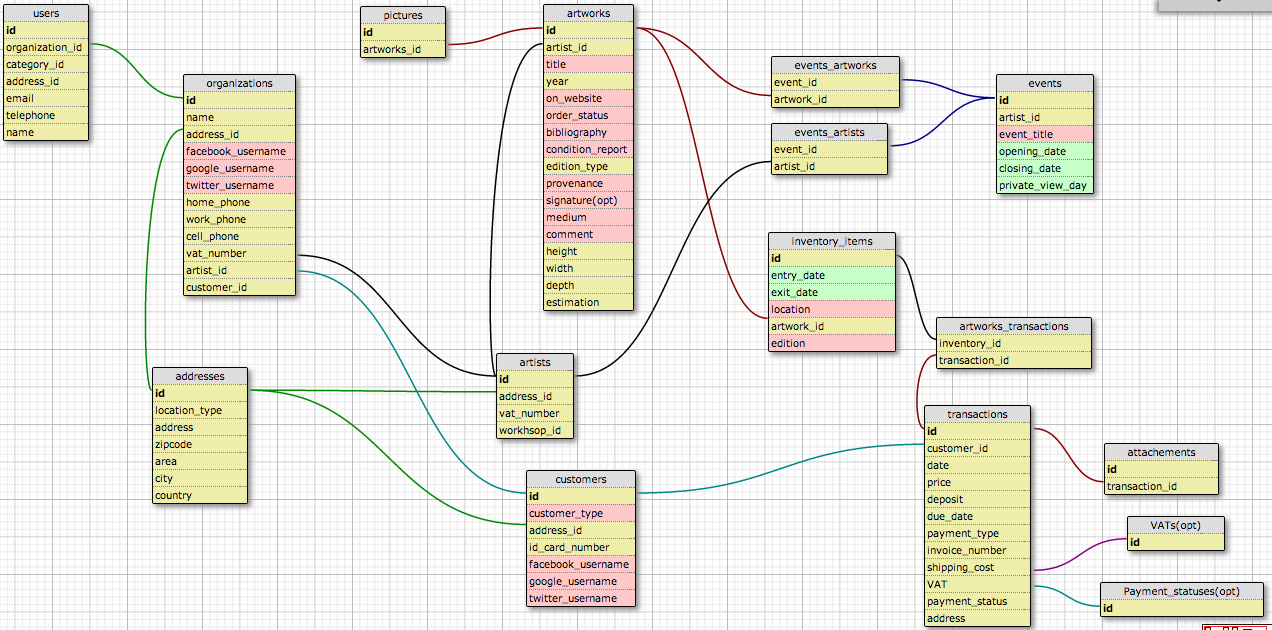 users
id
organization_id
category_id
address_id
email
telephone
name
organizations
id
name
address_id
facebook_username
google_username
twitter_username
home_phone
work_phone
cell_phone
vat_number
artist_id
customer_id
addresses
id
location_type
address
zipcode
area
city
country
pictures
id
artworks_id
artworks
id
artist_id
title
year
on_website
order_status
bibliography
condition_report
edition_type
provenance
signature(opt)
medium
comment
height
width
depth
estimation
artists
id
address_id
vat_number
workhsop_id
customers
id
customer_type
address_id
id_card_number
facebook_username
google_username
twitter_username
events_artworks
event_id
artwork_id
events_artists
event_id
artist_id
events
id
artist_id
event_title
opening_date
closing_date
private_view_day
inventory_items
id
entry_date
exit_date
location
artwork_id
edition
artworks_transactions
inventory_id
transaction_id
transactions
id
customer_id
date
price
deposit
due_date
payment_type
invoice_number
shipping_cost
VAT
payment_status
address
attachements
id
transaction_id
VATs(opt)
id
Payment_statuses(opt)
id